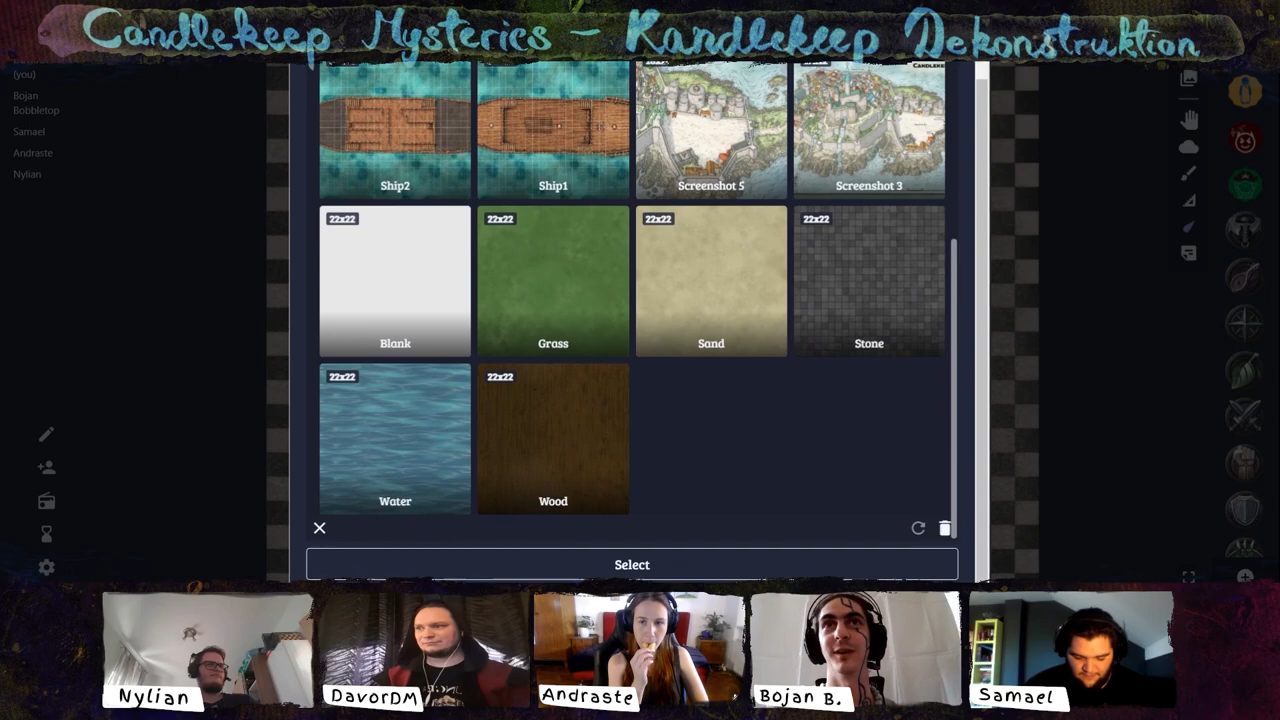 Candlekeep Mysteries - Kandlekeep Dekonstruktion
(you)
Bojan
Bobbletop
Samael
Andraste
Nylian
Ship2
Ship1
Screenshot 5
Screenshot 3
22x22
22x22
22x22
22x22
Blank
Grass
Sand
Stone
22x22
22x22
Water
Wood
Select
Nylian
DavorDM
Andraste
Bojan B.
Samael